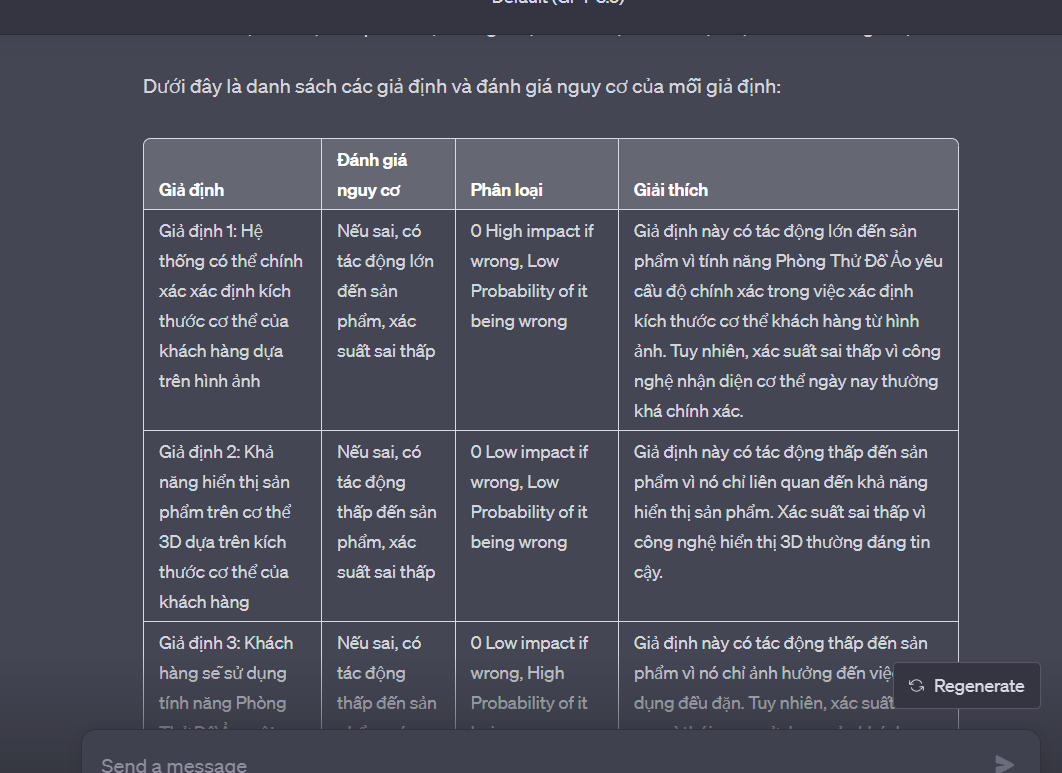 Dưới đây là danh sách các giả định và đánh giá nguy cơ của mỗi giả định:
Giả định
Đánh giá
nguy cơ
Phân loại
Giải thích
Giả định 1: Hệ
thống có thể chính
xác xác định kích
thước cơ thể của
khách hàng dựa
trên hình ảnh
Nếu sai, có
tác động lớn
đến sản
phẩm, xác
suất sai thấp
0 High impact if
wrong, Low
Probability of it
being wrong
Giả định này có tác động lớn đến sản
phẩm vì tính năng Phòng Thử Đồ Ảo yêu
cầu độ chính xác trong việc xác định
kích thước cơ thể khách hàng từ hình
ảnh. Tuy nhiên, xác suất sai thấp vì công
nghệ nhận diện cơ thể ngày nay thường
khá chính xác.
Giả định 2: Khả
năng hiển thị sản
phẩm trên cơ thể
3D dựa trên kích
thước cơ thể của
khách hàng
Nếu sai, có
tác động
thấp đến sản
phẩm, xác
suất sai thấp
0 Low impact if
wrong, Low
Probability of it
being wrong
Giả định này có tác động thấp đến sản
phẩm vì nó chỉ liên quan đến khả năng
hiển thị sản phẩm. Xác suất sai thấp vì
công nghệ hiển thị 3D thường đáng tin
cậy.
Giả định 3: Khách
hàng sẽ sử dụng
tính năng Phòng
Nếu sai, có
tác động
thấp đến sản
0 Low impact if
wrong, High
Probability of it
Giả định này có tác động thấp đến sản
phẩm vì nó chỉ ảnh hưởng đến
dụng đều đặn. Tuy nhiên, xác suất
Regenerate
Send a message